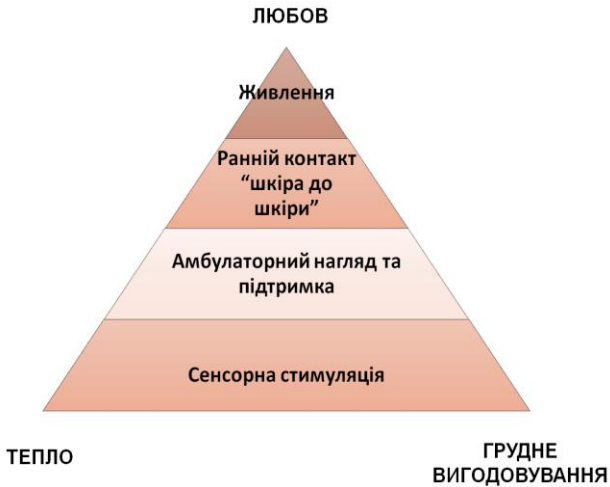 ЛЮБОВ
Живлення
Ранній контакт
“шкіра до
шкіри”
Амбулаторний нагляд та
підтримка
Сенсорна стимуляція
ТЕПЛО
ГРУДНЕ
ВИГОДОВУВАННЯ